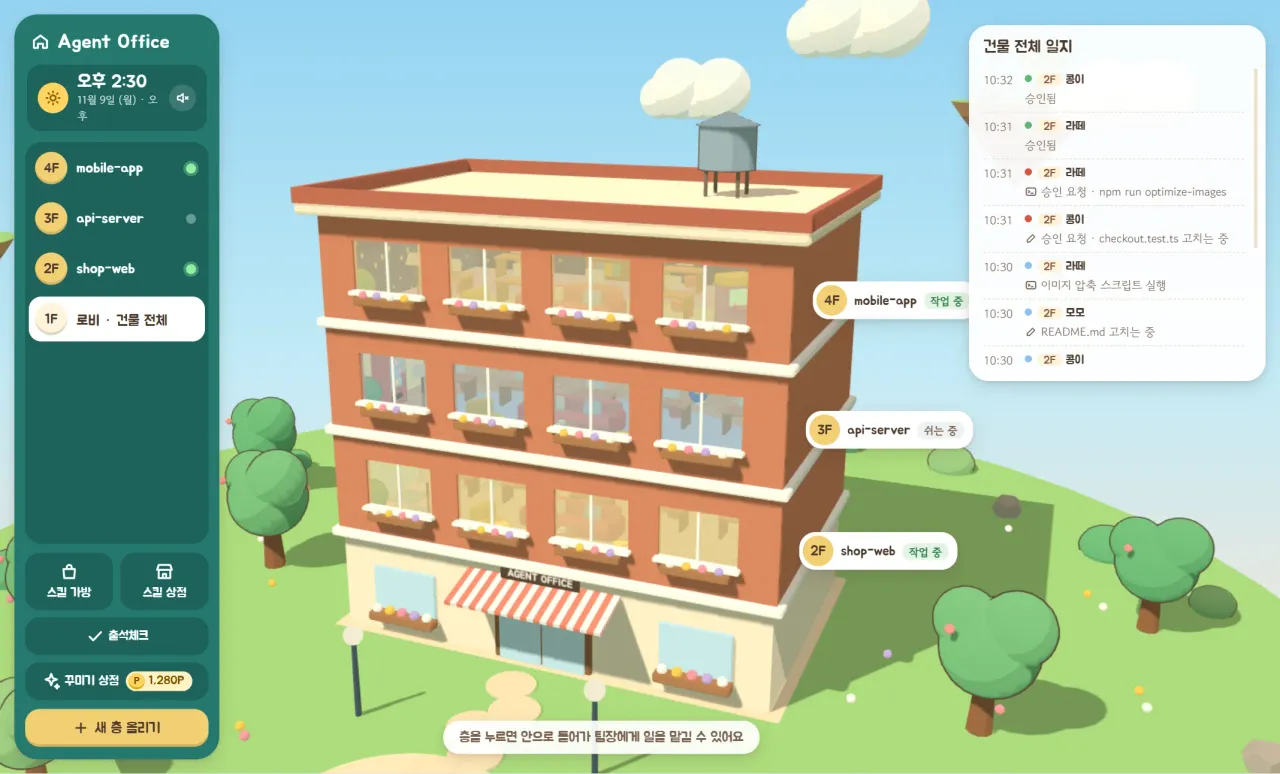 Agent Office
오후 2:30
11월 9일 (월) · 오
후
4F mobile-app
3F api-server
2F shop-web
1F 로비 · 건물 전체
스킬 가방
스킬 상점
출석체크
꾸미기 상점 P 1,280P
+ 새 층 올리기
AGENT OFFICE
4F mobile-app 작업 중
3F api-server 쉬는 중
2F shop-web 작업 중
층을 누르면 안으로 들어가 팀장에게 일을 맡길 수 있어요
건물 전체 일지
10:32 2F 콩이
승인됨
10:31 2F 라떼
승인됨
10:31 2F 라떼
승인 요청 · npm run optimize-images
10:31 2F 콩이
승인 요청 · checkout.test.ts 고치는 중
10:30 2F 라떼
이미지 압축 스크립트 실행
10:30 2F 모모
README.md 고치는 중
10:30 2F 콩이